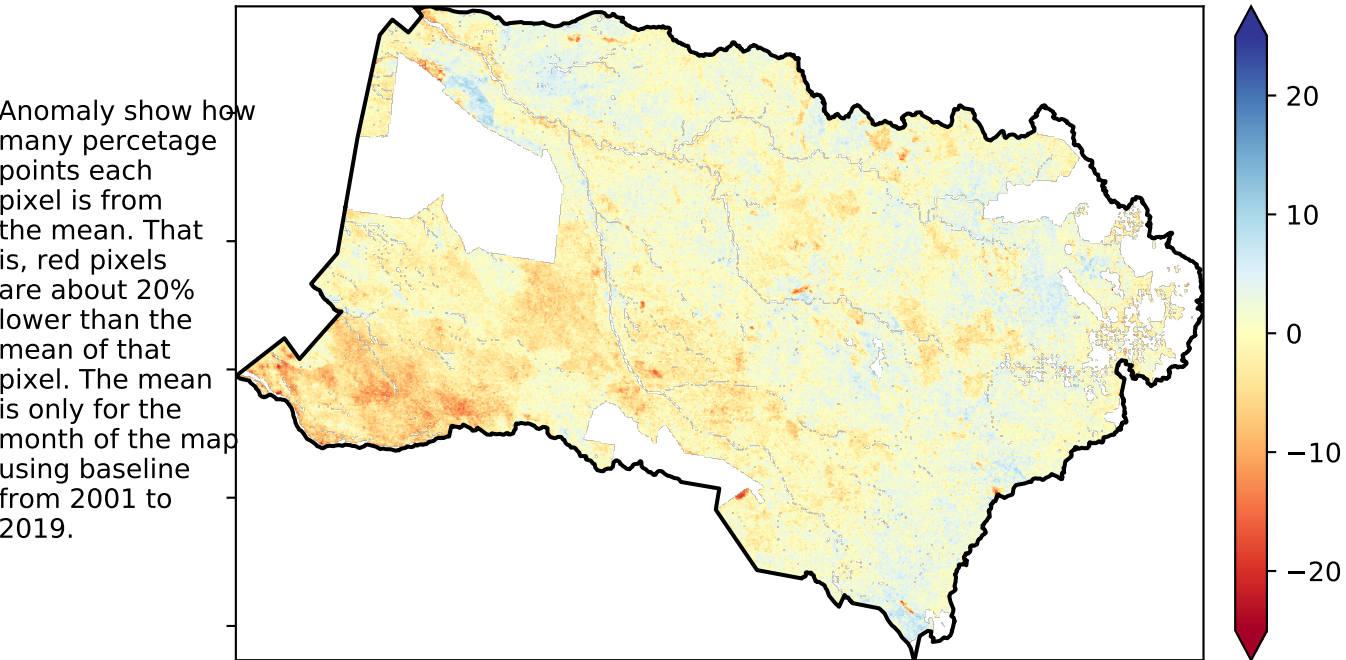 Anomaly show how
many percetage
points each
pixel is from
the mean. That
is, red pixels
are about 20%
lower than the
mean of that
pixel. The mean
is only for the
month of the map
using baseline
from 2001 to
2019.
20
10
0
−10
−20